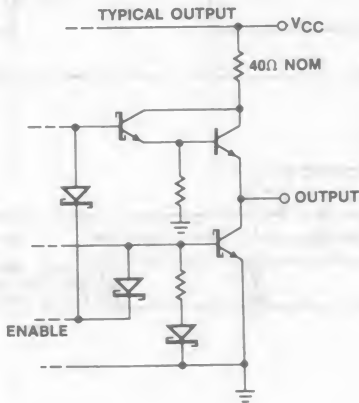 TYPICAL OUTPUT
VCC
40Ω NOM
OUTPUT
ENABLE